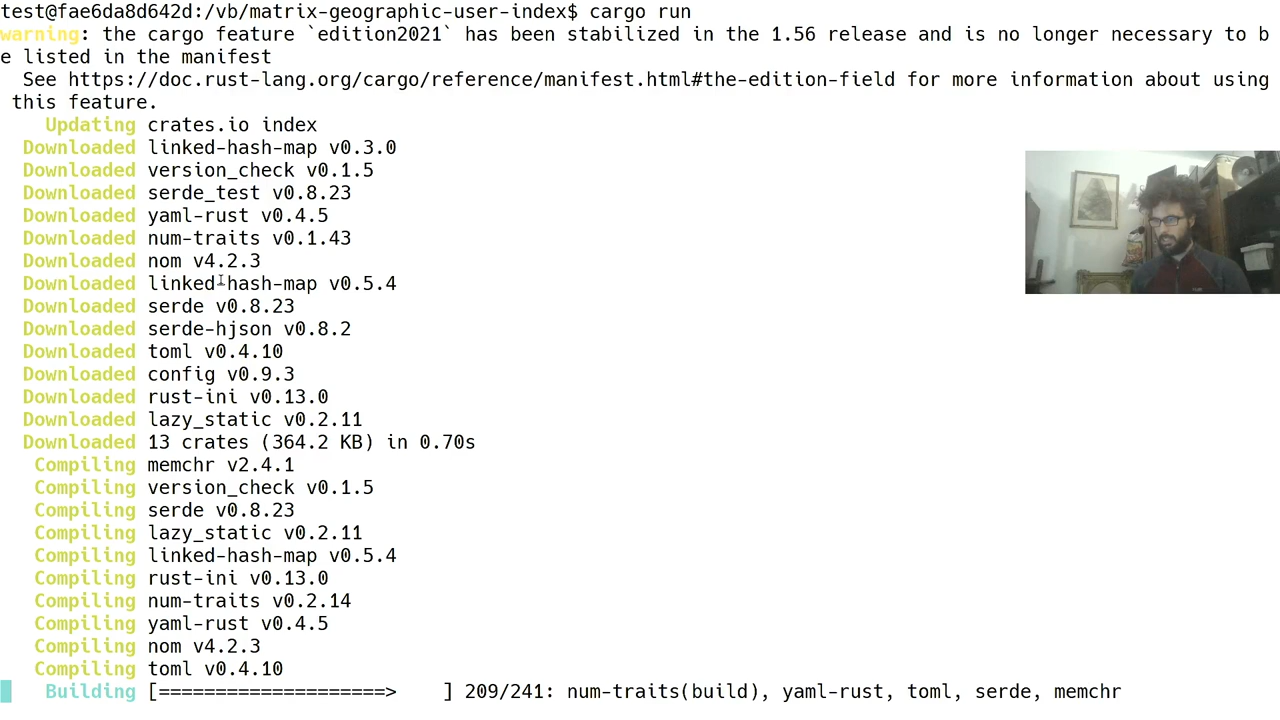 test@fae6da8d642d:/vb/matrix-geographic-user-index$ cargo run
warning: the cargo feature `edition2021` has been stabilized in the 1.56 release and is no longer necessary to b
e listed in the manifest
  See https://doc.rust-lang.org/cargo/reference/manifest.html#the-edition-field for more information about using
 this feature.
    Updating crates.io index
  Downloaded linked-hash-map v0.3.0
  Downloaded version_check v0.1.5
  Downloaded serde_test v0.8.23
  Downloaded yaml-rust v0.4.5
  Downloaded num-traits v0.1.43
  Downloaded nom v4.2.3
  Downloaded linked-hash-map v0.5.4
  Downloaded serde v0.8.23
  Downloaded serde-hjson v0.8.2
  Downloaded toml v0.4.10
  Downloaded config v0.9.3
  Downloaded rust-ini v0.13.0
  Downloaded lazy_static v0.2.11
  Downloaded 13 crates (364.2 KB) in 0.70s
   Compiling memchr v2.4.1
   Compiling version_check v0.1.5
   Compiling serde v0.8.23
   Compiling lazy_static v0.2.11
   Compiling linked-hash-map v0.5.4
   Compiling rust-ini v0.13.0
   Compiling num-traits v0.2.14
   Compiling yaml-rust v0.4.5
   Compiling nom v4.2.3
   Compiling toml v0.4.10
    Building [====================>    ] 209/241: num-traits(build), yaml-rust, toml, serde, memchr